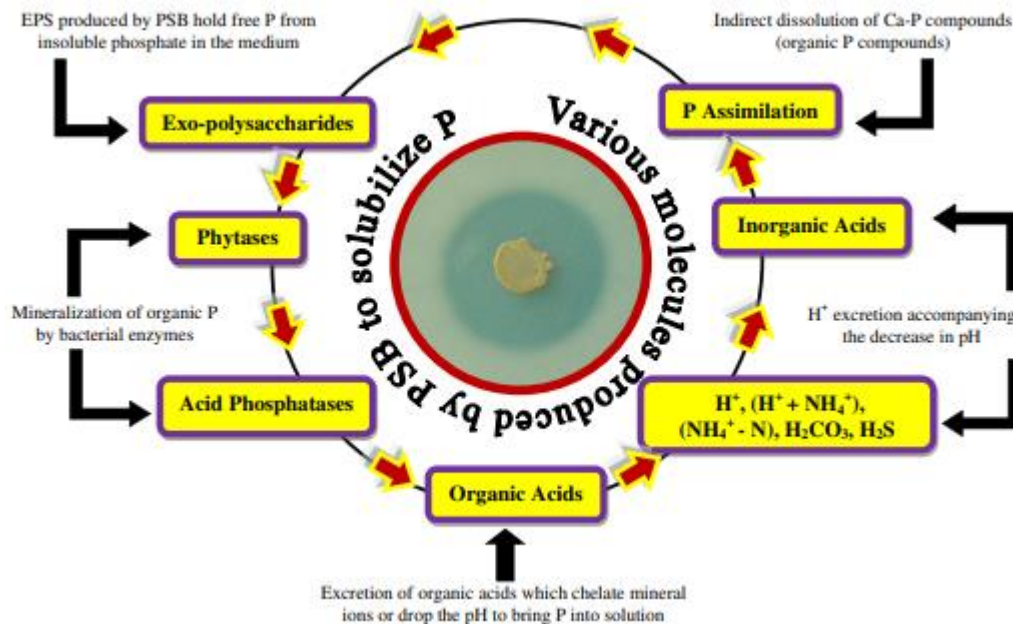 EPS produced by PSB hold free P from
insoluble phosphate in the medium
Indirect dissolution of Ca-P compounds
(organic P compounds)
Exo-polysaccharides
P Assimilation
Various molecules produced by PSB to solubilize P
Phytases
Inorganic Acids
Mineralization of organic P
by bacterial enzymes
H⁺ excretion accompanying
the decrease in pH
Acid Phosphatases
H⁺, (H⁺ + NH₄⁺),
(NH₄⁺ - N), H₂CO₃, H₂S
Organic Acids
Excretion of organic acids which chelate mineral
ions or drop the pH to bring P into solution